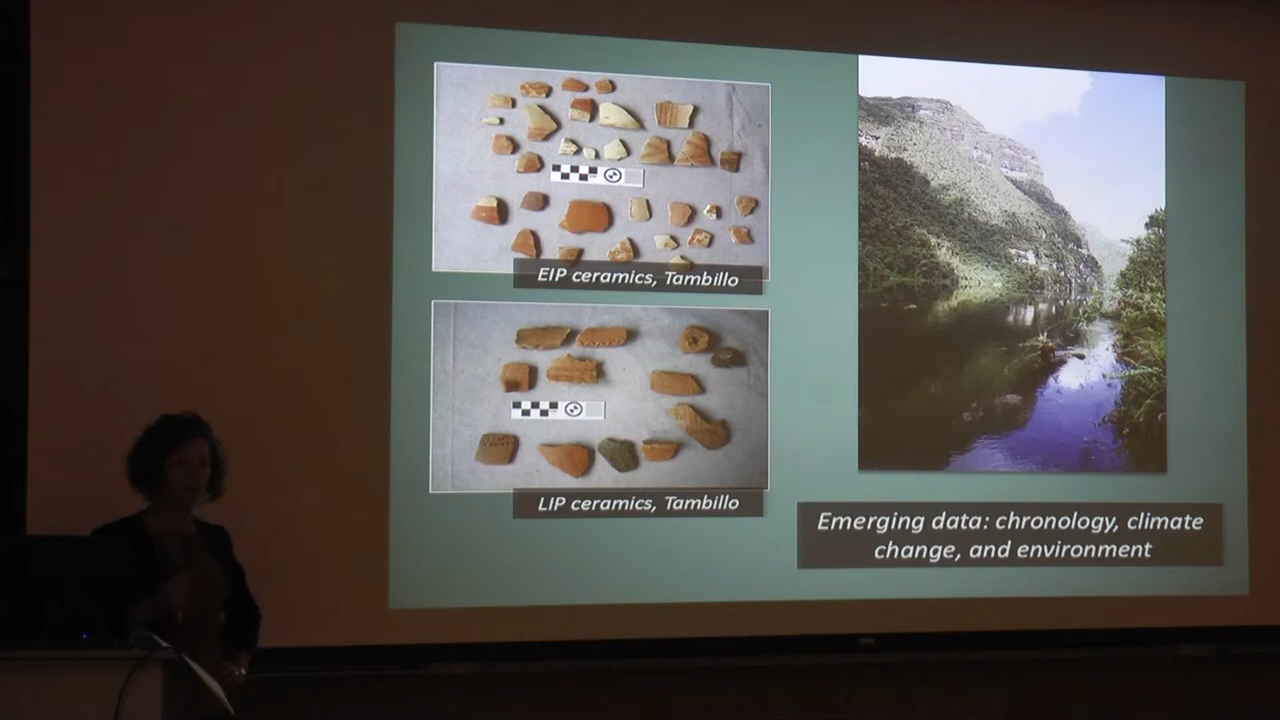 EIP ceramics, Tambillo
LIP ceramics, Tambillo
Emerging data: chronology, climate
change, and environment